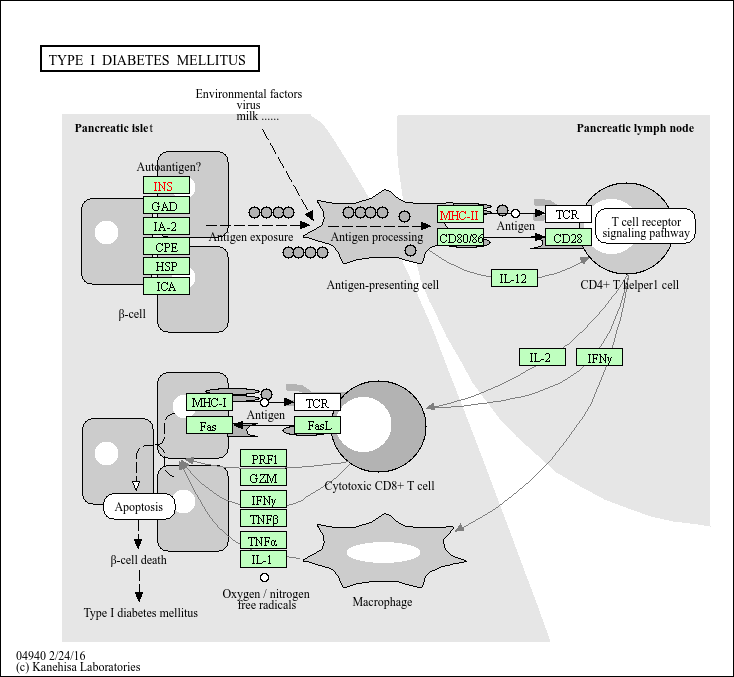 TYPE I DIABETES MELLITUS
Environmental factors
virus
milk ......
Pancreatic islet
Pancreatic lymph node
Autoantigen?
INS
GAD
IA-2
CPE
HSP
ICA
β-cell
Antigen exposure
Antigen processing
Antigen-presenting cell
MHC-II
CD80/86
Antigen
TCR
CD28
T cell receptor
signaling pathway
IL-12
CD4+ T helper1 cell
IL-2
IFNγ
MHC-I
Fas
Antigen
TCR
FasL
PRF1
GZM
IFNγ
TNFβ
TNFα
IL-1
Cytotoxic CD8+ T cell
Apoptosis
β-cell death
Type I diabetes mellitus
Oxygen / nitrogen
free radicals
Macrophage
04940 2/24/16
(c) Kanehisa Laboratories